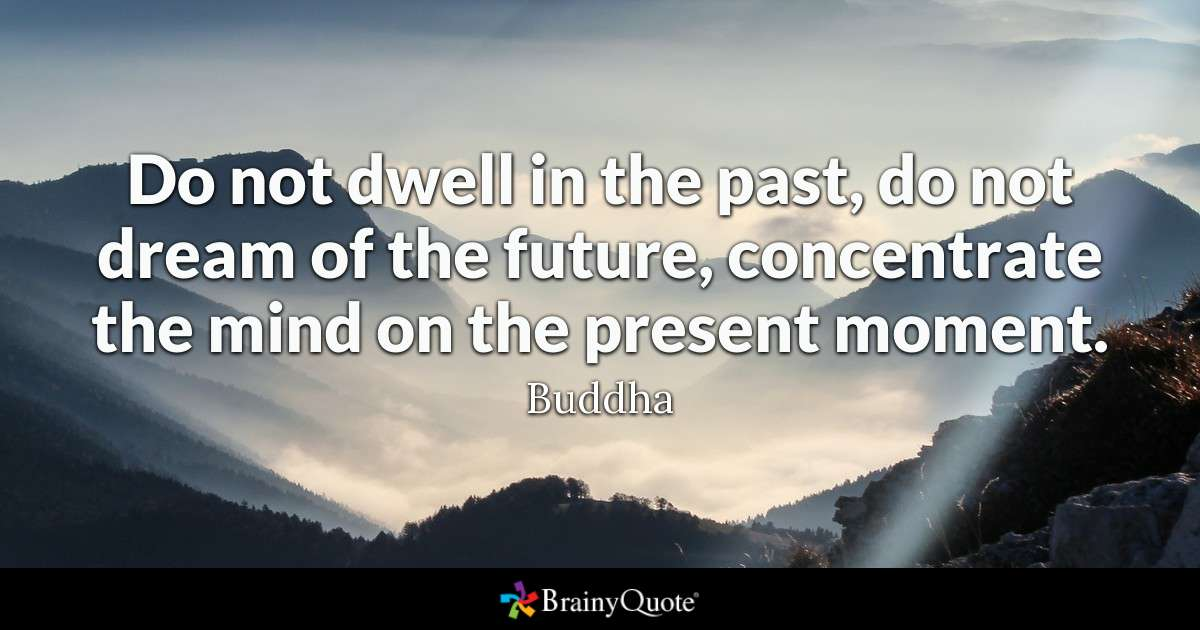 Do not dwell in the past, do not
dream of the future, concentrate
the mind on the present moment.
Buddha
BrainyQuote®